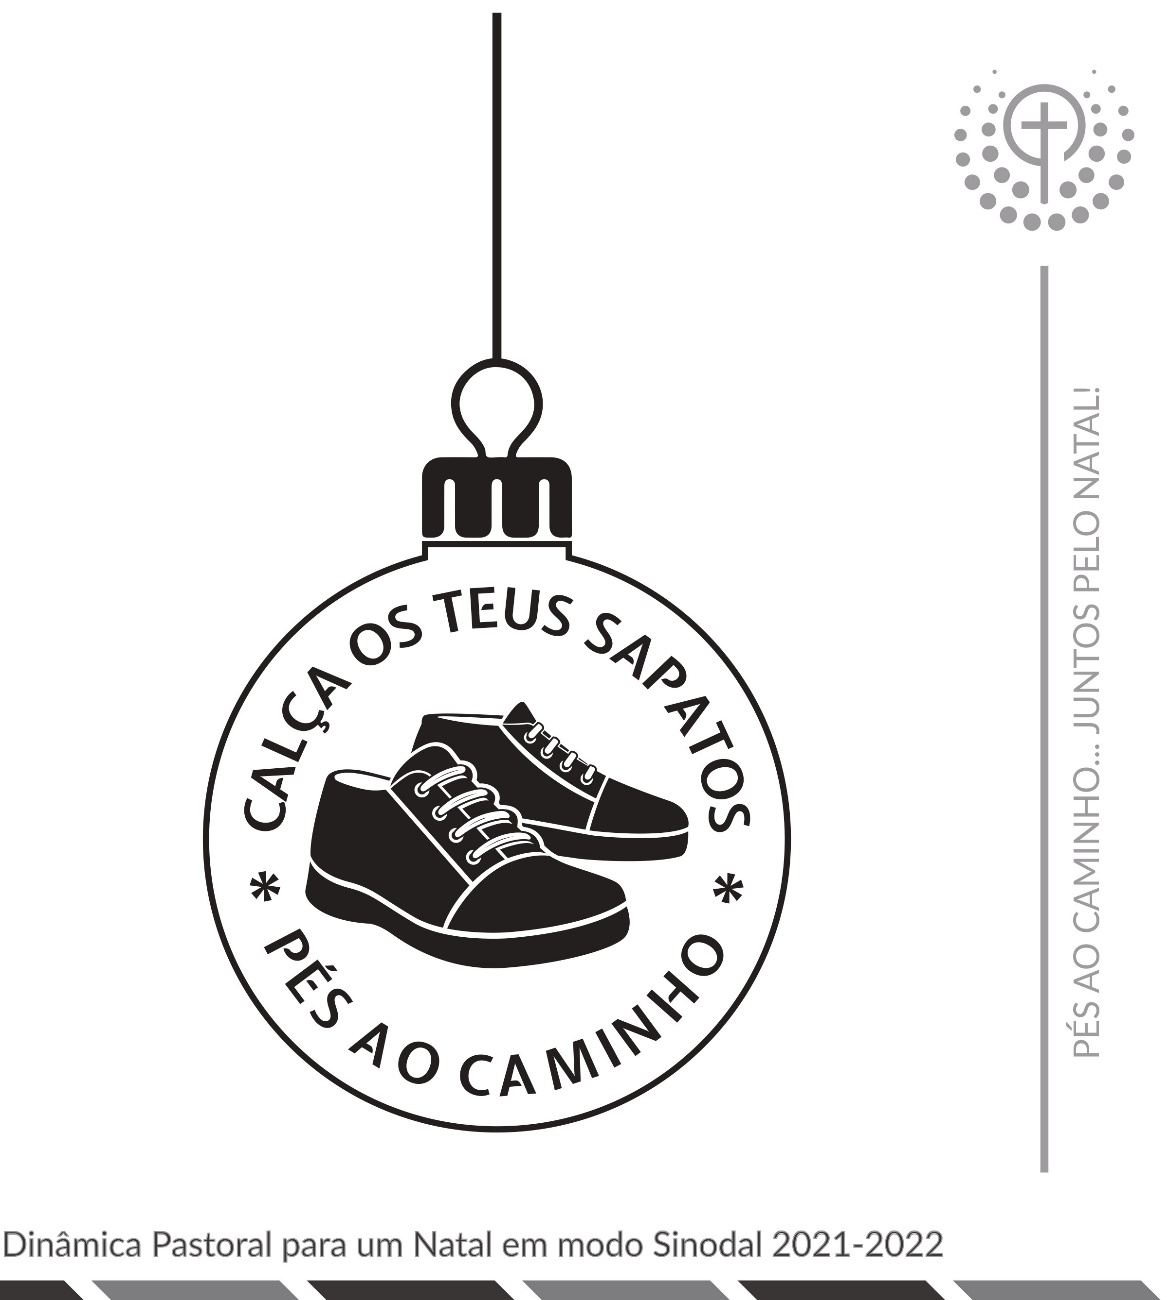 CALÇA OS TEUS SAPATOS
* PÉS AO CAMINHO *
PÉS AO CAMINHO... JUNTOS PELO NATAL!
Dinâmica Pastoral para um Natal em modo Sinodal 2021-2022